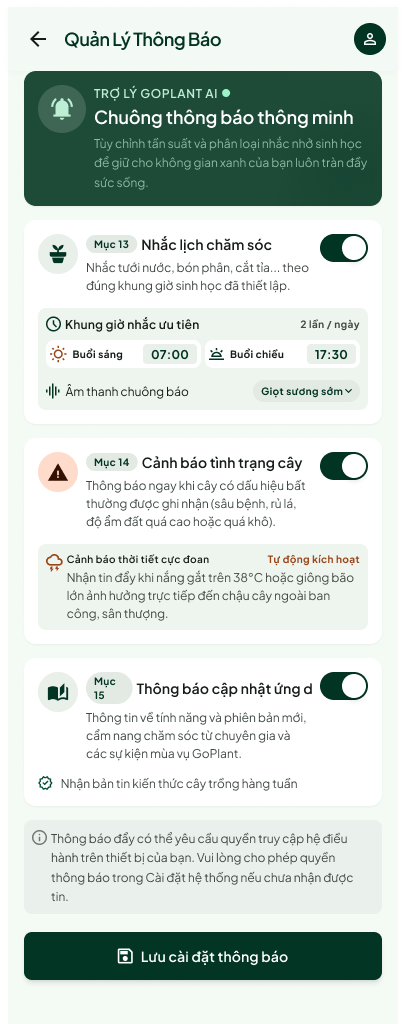 Quản Lý Thông Báo
TRỢ LÝ GOPLANT AI
Chuông thông báo thông minh
Tùy chỉnh tần suất và phân loại nhắc nhở sinh học
để giữ cho không gian xanh của bạn luôn tràn đầy
sức sống.
Mục 13 Nhắc lịch chăm sóc
Nhắc tưới nước, bón phân, cắt tỉa... theo
đúng khung giờ sinh học đã thiết lập.
Khung giờ nhắc ưu tiên 2 lần / ngày
Buổi sáng 07:00 Buổi chiều 17:30
Âm thanh chuông báo Giọt sương sớm
Mục 14 Cảnh báo tình trạng cây
Thông báo ngay khi cây có dấu hiệu bất
thường được ghi nhận (sâu bệnh, rủ lá,
độ ẩm đất quá cao hoặc quá khô).
Cảnh báo thời tiết cực đoan Tự động kích hoạt
Nhận tin đẩy khi nắng gắt trên 38°C hoặc giông bão
lớn ảnh hưởng trực tiếp đến chậu cây ngoài ban
công, sân thượng.
Mục
15
Thông báo cập nhật ứng d
Thông tin về tính năng và phiên bản mới,
cẩm nang chăm sóc từ chuyên gia và
các sự kiện mùa vụ GoPlant.
Nhận bản tin kiến thức cây trồng hàng tuần
Thông báo đẩy có thể yêu cầu quyền truy cập hệ điều
hành trên thiết bị của bạn. Vui lòng cho phép quyền
thông báo trong Cài đặt hệ thống nếu chưa nhận được
tin.
Lưu cài đặt thông báo